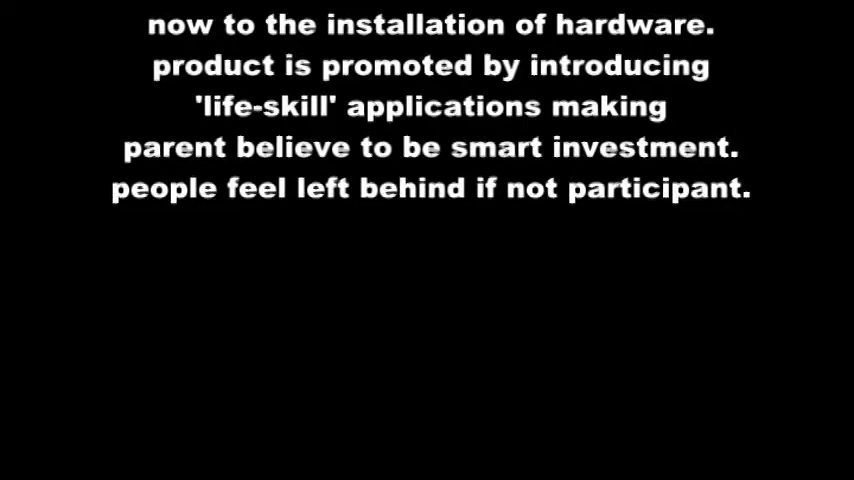 now to the installation of hardware.
product is promoted by introducing
'life-skill' applications making
parent believe to be smart investment.
people feel left behind if not participant.